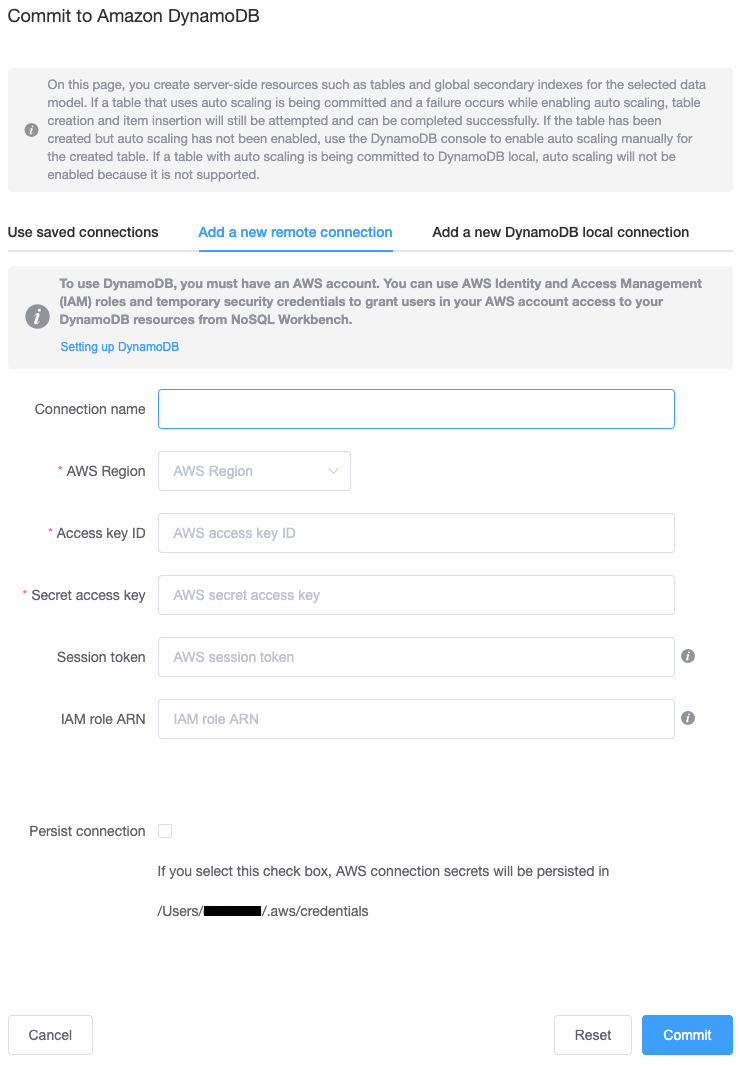 Commit to Amazon DynamoDB
On this page, you create server-side resources such as tables and global secondary indexes for the selected data
model. If a table that uses auto scaling is being committed and a failure occurs while enabling auto scaling, table
creation and item insertion will still be attempted and can be completed successfully. If the table has been
created but auto scaling has not been enabled, use the DynamoDB console to enable auto scaling manually for
the created table. If a table with auto scaling is being committed to DynamoDB local, auto scaling will not be
enabled because it is not supported.
Use saved connections Add a new remote connection Add a new DynamoDB local connection
To use DynamoDB, you must have an AWS account. You can use AWS Identity and Access Management
(IAM) roles and temporary security credentials to grant users in your AWS account access to your
DynamoDB resources from NoSQL Workbench.
Setting up DynamoDB
Connection name
* AWS Region AWS Region
* Access key ID AWS access key ID
* Secret access key AWS secret access key
Session token AWS session token
IAM role ARN IAM role ARN
Persist connection
If you select this check box, AWS connection secrets will be persisted in
/Users/ /.aws/credentials
Cancel Reset Commit